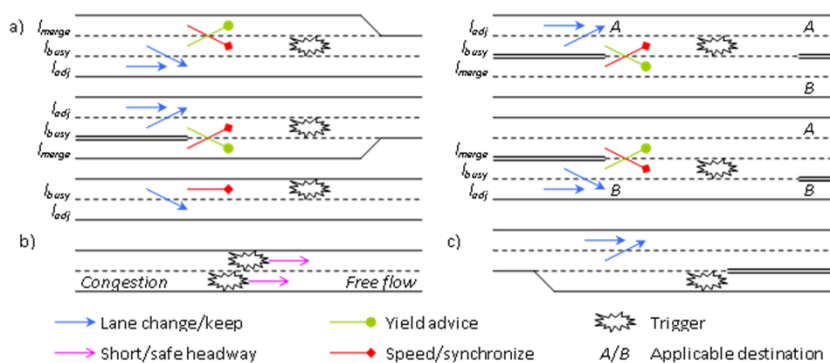 a)
l_merge
l_busy
l_adj
l_adj
l_busy
l_merge
l_busy
l_adj
b)
Congestion
Free flow
l_adj
l_busy
l_merge
A
A
B
l_merge
l_busy
l_adj
A
B
B
c)
Lane change/keep
Yield advice
Trigger
Short/safe headway
Speed/synchronize
A/B Applicable destination